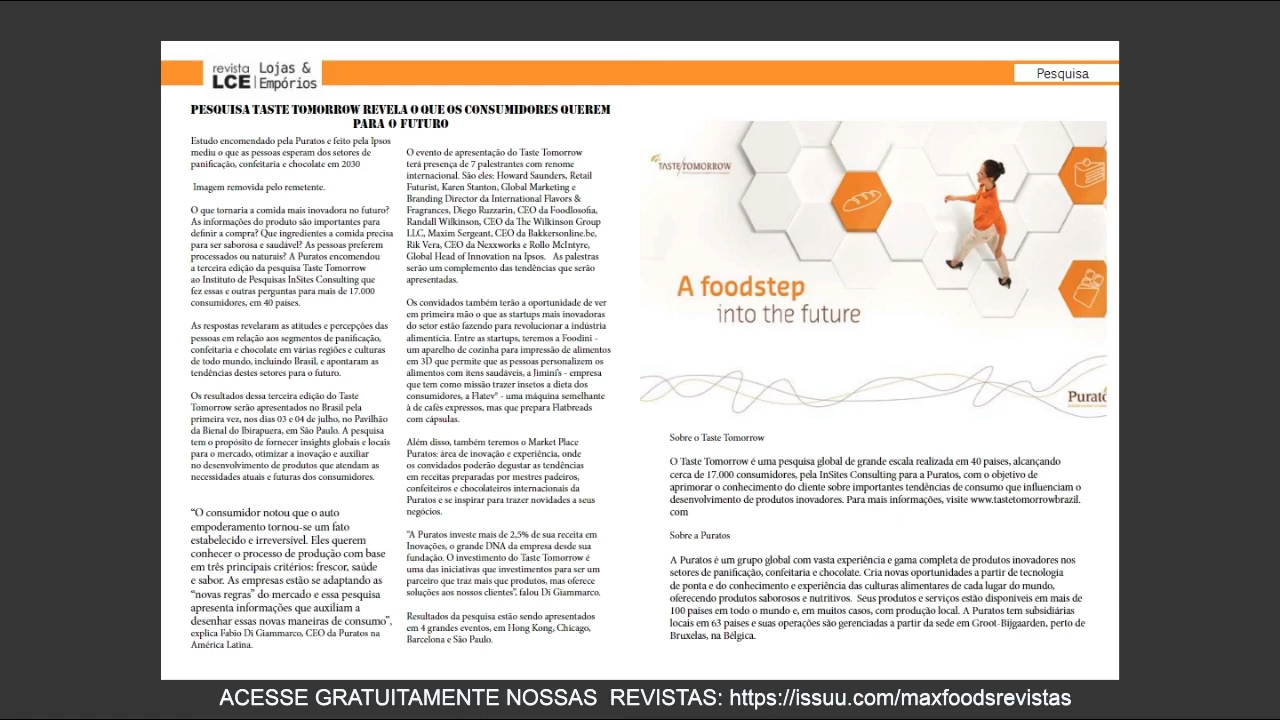 revista
LCE
Lojas &
Empórios
Pesquisa
PESQUISA TASTE TOMORROW REVELA O QUE OS CONSUMIDORES QUEREM
PARA O FUTURO
Estudo encomendado pela Puratos e feito pela Ipsos
mediu o que as pessoas esperam dos setores de
panificação, confeitaria e chocolate em 2030
Imagem removida pelo remetente.
O que tornaria a comida mais inovadora no futuro?
As informações do produto são importantes para
definir a compra? Que ingredientes a comida precisa
para ser saborosa e saudável? As pessoas preferem
processados ou naturais? A Puratos encomendou
a terceira edição da pesquisa Taste Tomorrow
ao Instituto de Pesquisas InSites Consulting que
fez essas e outras perguntas para mais de 17.000
consumidores, em 40 países.
As respostas revelaram as atitudes e percepções das
pessoas em relação aos segmentos de panificação,
confeitaria e chocolate em várias regiões e culturas
de todo mundo, incluindo Brasil, e apontaram as
tendências destes setores para o futuro.
Os resultados dessa terceira edição do Taste
Tomorrow serão apresentados no Brasil pela
primeira vez, nos dias 03 e 04 de julho, no Pavilhão
da Bienal do Ibirapuera, em São Paulo. A pesquisa
tem o propósito de fornecer insights globais e locais
para o mercado, otimizar a inovação e auxiliar
no desenvolvimento de produtos que atendam as
necessidades atuais e futuras dos consumidores.
“O consumidor notou que o auto
empoderamento tornou-se um fato
estabelecido e irreversível. Eles querem
conhecer o processo de produção com base
em três principais critérios: frescor, saúde
e sabor. As empresas estão se adaptando as
“novas regras” do mercado e essa pesquisa
apresenta informações que auxiliam a
desenhar essas novas maneiras de consumo”,
explica Fabio Di Giammarco, CEO da Puratos na
América Latina.
O evento de apresentação do Taste Tomorrow
terá presença de 7 palestrantes com renome
internacional. São eles: Howard Saunders, Retail
Futurist, Karen Stanton, Global Marketing e
Branding Director da International Flavors &
Fragrances, Diego Ruzzarin, CEO da Foodlosofia,
Randall Wilkinson, CEO da The Wilkinson Group
LLC, Maxim Sergeant, CEO da Bakkersonline.be,
Rik Vera, CEO da Nexxworks e Rollo McIntyre,
Global Head of Innovation na Ipsos. As palestras
serão um complemento das tendências que serão
apresentadas.
Os convidados também terão a oportunidade de ver
em primeira mão o que as startups mais inovadoras
do setor estão fazendo para revolucionar a indústria
alimentícia. Entre as startups, teremos a Foodini -
um aparelho de cozinha para impressão de alimentos
em 3D que permite que as pessoas personalizem os
alimentos com itens saudáveis, a Jimini’s - empresa
que tem como missão trazer insetos a dieta dos
consumidores, a Flatev" - uma máquina semelhante
à de cafés expressos, mas que prepara Flatbreads
com cápsulas.
Além disso, também teremos o Market Place
Puratos: área de inovação e experiência, onde
os convidados poderão degustar as tendências
em receitas preparadas por mestres padeiros,
confeiteiros e chocolateiros internacionais da
Puratos e se inspirar para trazer novidades a seus
negócios.
“A Puratos investe mais de 2,5% de sua receita em
Inovações, o grande DNA da empresa desde sua
fundação. O investimento do Taste Tomorrow é
uma das iniciativas que investimentos para ser um
parceiro que traz mais que produtos, mas oferece
soluções aos nossos clientes”, falou Di Giammarco.
Resultados da pesquisa estão sendo apresentados
em 4 grandes eventos, em Hong Kong, Chicago,
Barcelona e São Paulo.
TASTE TOMORROW
A foodstep
into the future
Purato
Sobre o Taste Tomorrow
O Taste Tomorrow é uma pesquisa global de grande escala realizada em 40 países, alcançando
cerca de 17.000 consumidores, pela InSites Consulting para a Puratos, com o objetivo de
aprimorar o conhecimento do cliente sobre importantes tendências de consumo que influenciam o
desenvolvimento de produtos inovadores. Para mais informações, visite www.tastetomorrowbrazil.
com
Sobre a Puratos
A Puratos é um grupo global com vasta experiência e gama completa de produtos inovadores nos
setores de panificação, confeitaria e chocolate. Cria novas oportunidades a partir de tecnologia
de ponta e do conhecimento e experiência das culturas alimentares de cada lugar do mundo,
oferecendo produtos saborosos e nutritivos. Seus produtos e serviços estão disponíveis em mais de
100 países em todo o mundo e, em muitos casos, com produção local. A Puratos tem subsidiárias
locais em 63 países e suas operações são gerenciadas a partir da sede em Groot-Bijgaarden, perto de
Bruxelas, na Bélgica.
ACESSE GRATUITAMENTE NOSSAS REVISTAS: https://issuu.com/maxfoodsrevistas